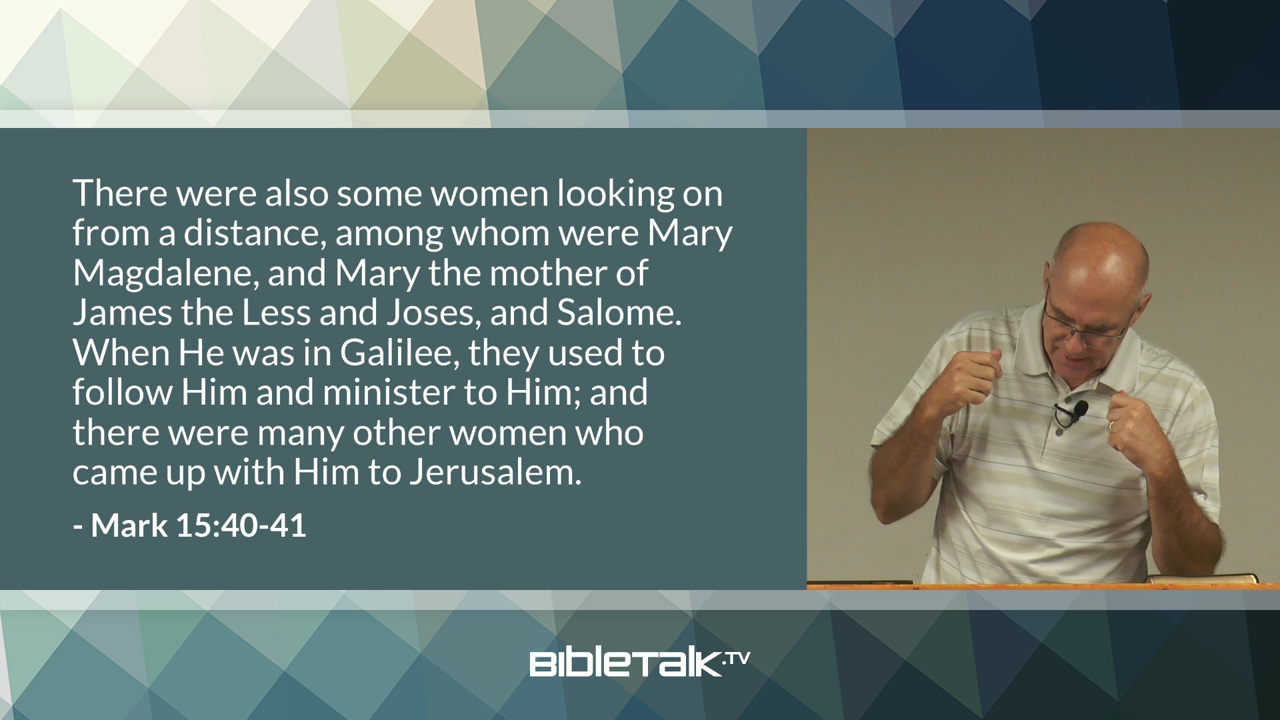 There were also some women looking on
from a distance, among whom were Mary
Magdalene, and Mary the mother of
James the Less and Joses, and Salome.
When He was in Galilee, they used to
follow Him and minister to Him; and
there were many other women who
came up with Him to Jerusalem.
- Mark 15:40-41
BIBLETALK.TV